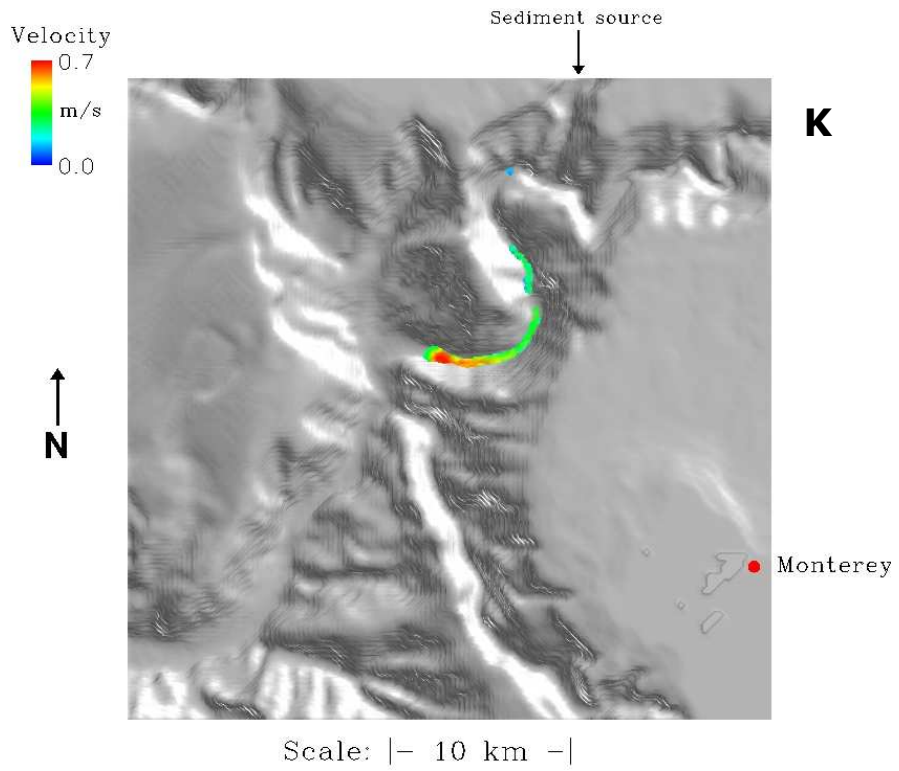 Sediment source
Velocity
0.7
m/s
0.0
K
N
Monterey
Scale: |– 10 km –|